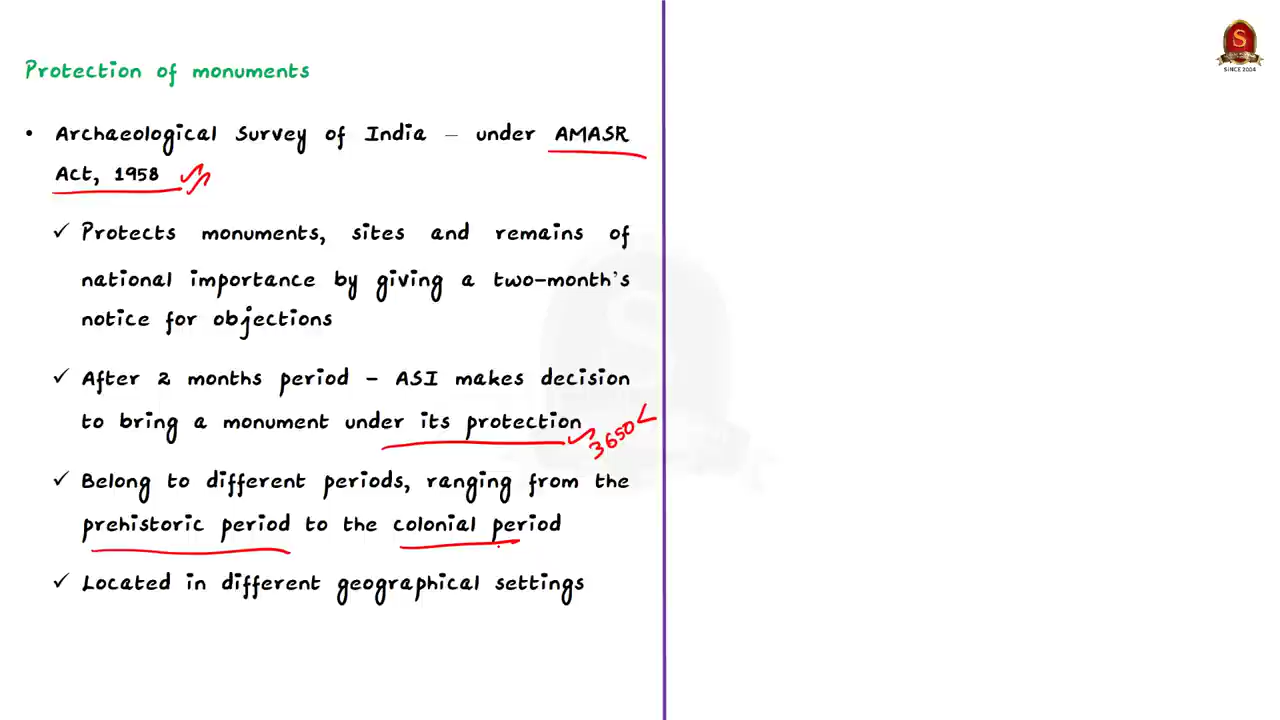 Protection of monuments
• Archaeological Survey of India – under AMASR
Act, 1958
✓ Protects monuments, sites and remains of
national importance by giving a two-month's
notice for objections
✓ After 2 months period - ASI makes decision
to bring a monument under its protection
3650 <
✓ Belong to different periods, ranging from the
prehistoric period to the colonial period
✓ Located in different geographical settings
S
SINCE 2004